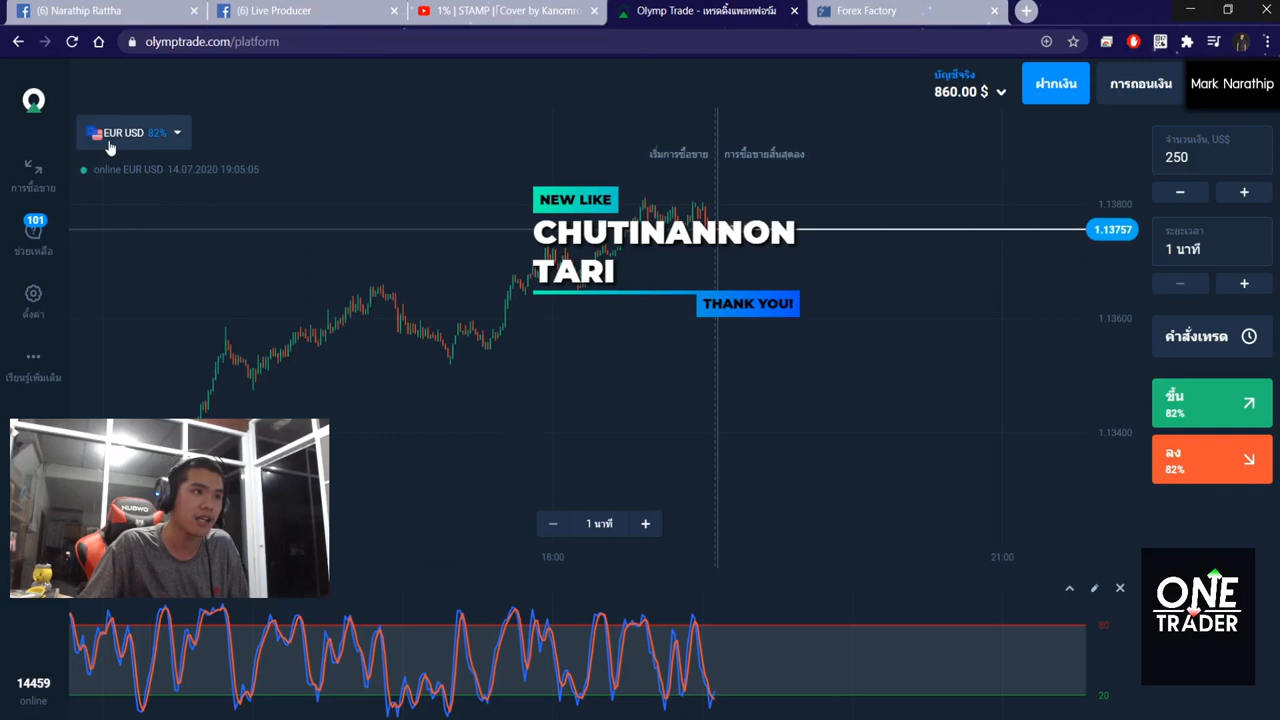 (6) Narathip Rattha
(6) Live Producer
1% | STAMP |「Cover by Kanomro
Olymp Trade - เทรดดิ้งแพลทฟอร์ม
Forex Factory
olymptrade.com/platform
บัญชีจริง
860.00 $
ฝากเงิน
การถอนเงิน
Mark Narathip
EUR USD 82%
online EUR USD 14.07.2020 19:05:05
เริ่มการซื้อขาย
การซื้อขายสิ้นสุดลง
NEW LIKE
CHUTINANNON
TARI
THANK YOU!
1.13800
1.13757
1.13600
1.13400
จำนวนเงิน, US$
250
ระยะเวลา
1 นาที
คำสั่งเทรด
ขึ้น
82%
ลง
82%
การซื้อขาย
101
ช่วยเหลือ
ตั้งค่า
เรียนรู้เพิ่มเติม
HUBWO
1 นาที
18:00
21:00
80
20
14459
online
ONE
TRADER